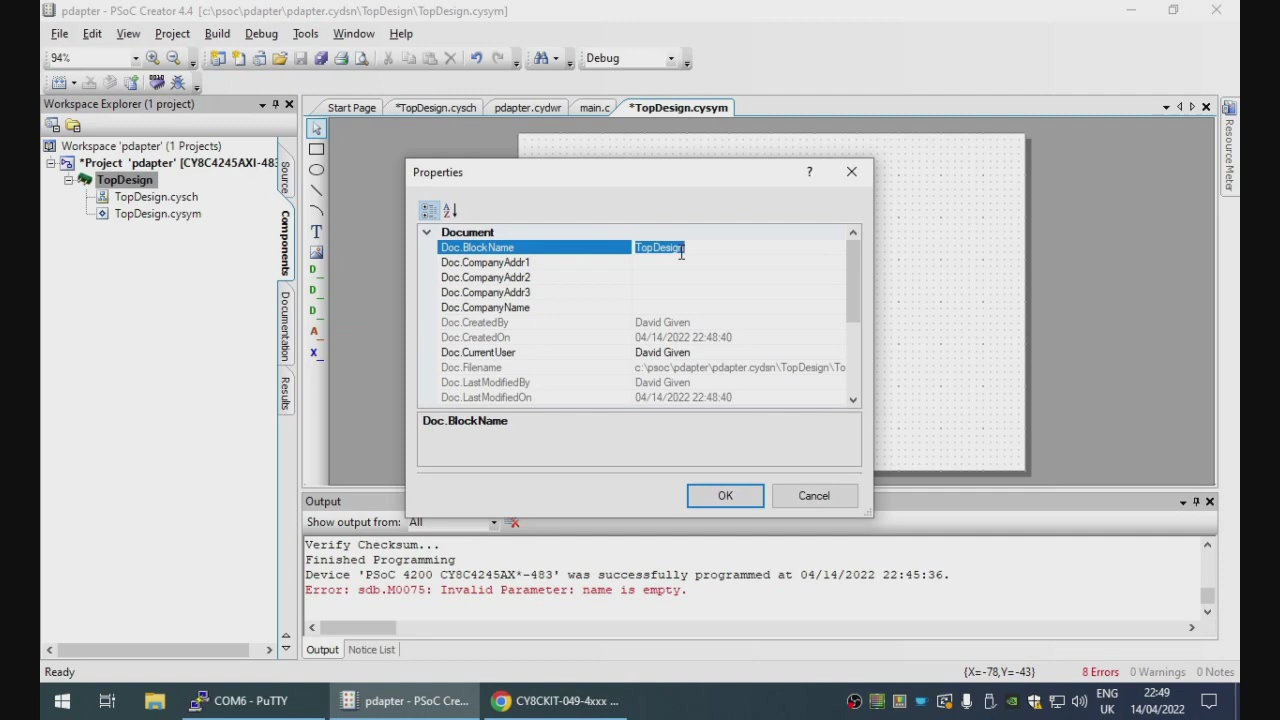 pdapter - PSoC Creator 4.4 [c:\psoc\pdapter\pdapter.cydsn\TopDesign\TopDesign.cysym]
File Edit View Project Build Debug Tools Window Help
94%
Debug
Workspace Explorer (1 project)
Start Page *TopDesign.cysch pdapter.cydwr main.c *TopDesign.cysym
Workspace 'pdapter' (1 Projects)
*Project 'pdapter' [CY8C4245AXI-483
TopDesign
TopDesign.cysch
TopDesign.cysym
Source
Components
Documentation
Results
T
D
D
D
A
X
Resource Meter
Properties
?
Document
Doc.BlockName TopDesign
Doc.CompanyAddr1
Doc.CompanyAddr2
Doc.CompanyAddr3
Doc.CompanyName
Doc.CreatedBy David Given
Doc.CreatedOn 04/14/2022 22:48:40
Doc.CurrentUser David Given
Doc.Filename c:\psoc\pdapter\pdapter.cydsn\TopDesign\To
Doc.LastModifiedBy David Given
Doc.LastModifiedOn 04/14/2022 22:48:40
Doc.BlockName
OK Cancel
Output
Show output from: All
Verify Checksum...
Finished Programming
Device 'PSoC 4200 CY8C4245AX*-483' was successfully programmed at 04/14/2022 22:45:36.
Error: sdb.M0075: Invalid Parameter: name is empty.
Output Notice List
Ready {X=-78,Y=-43} 8 Errors 0 Warnings 0 Notes
COM6 - PuTTY
pdapter - PSoC Cre...
CY8CKIT-049-4xxx ...
ENG
UK
22:49
14/04/2022